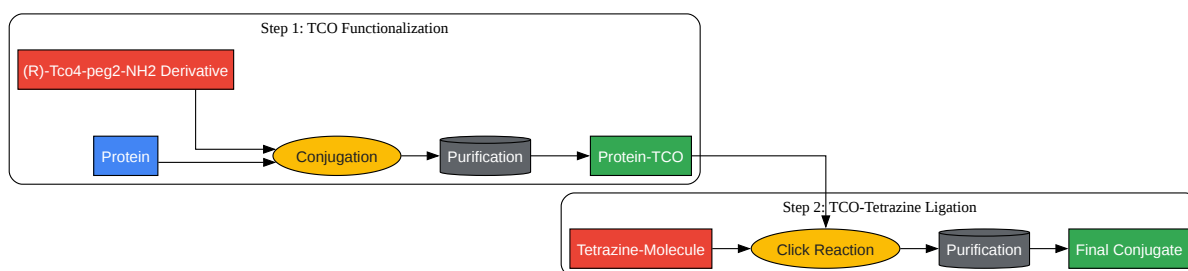 Step 1: TCO Functionalization
(R)-Tco4-peg2-NH2 Derivative
Protein
Conjugation
Purification
Protein-TCO
Step 2: TCO-Tetrazine Ligation
Tetrazine-Molecule
Click Reaction
Purification
Final Conjugate